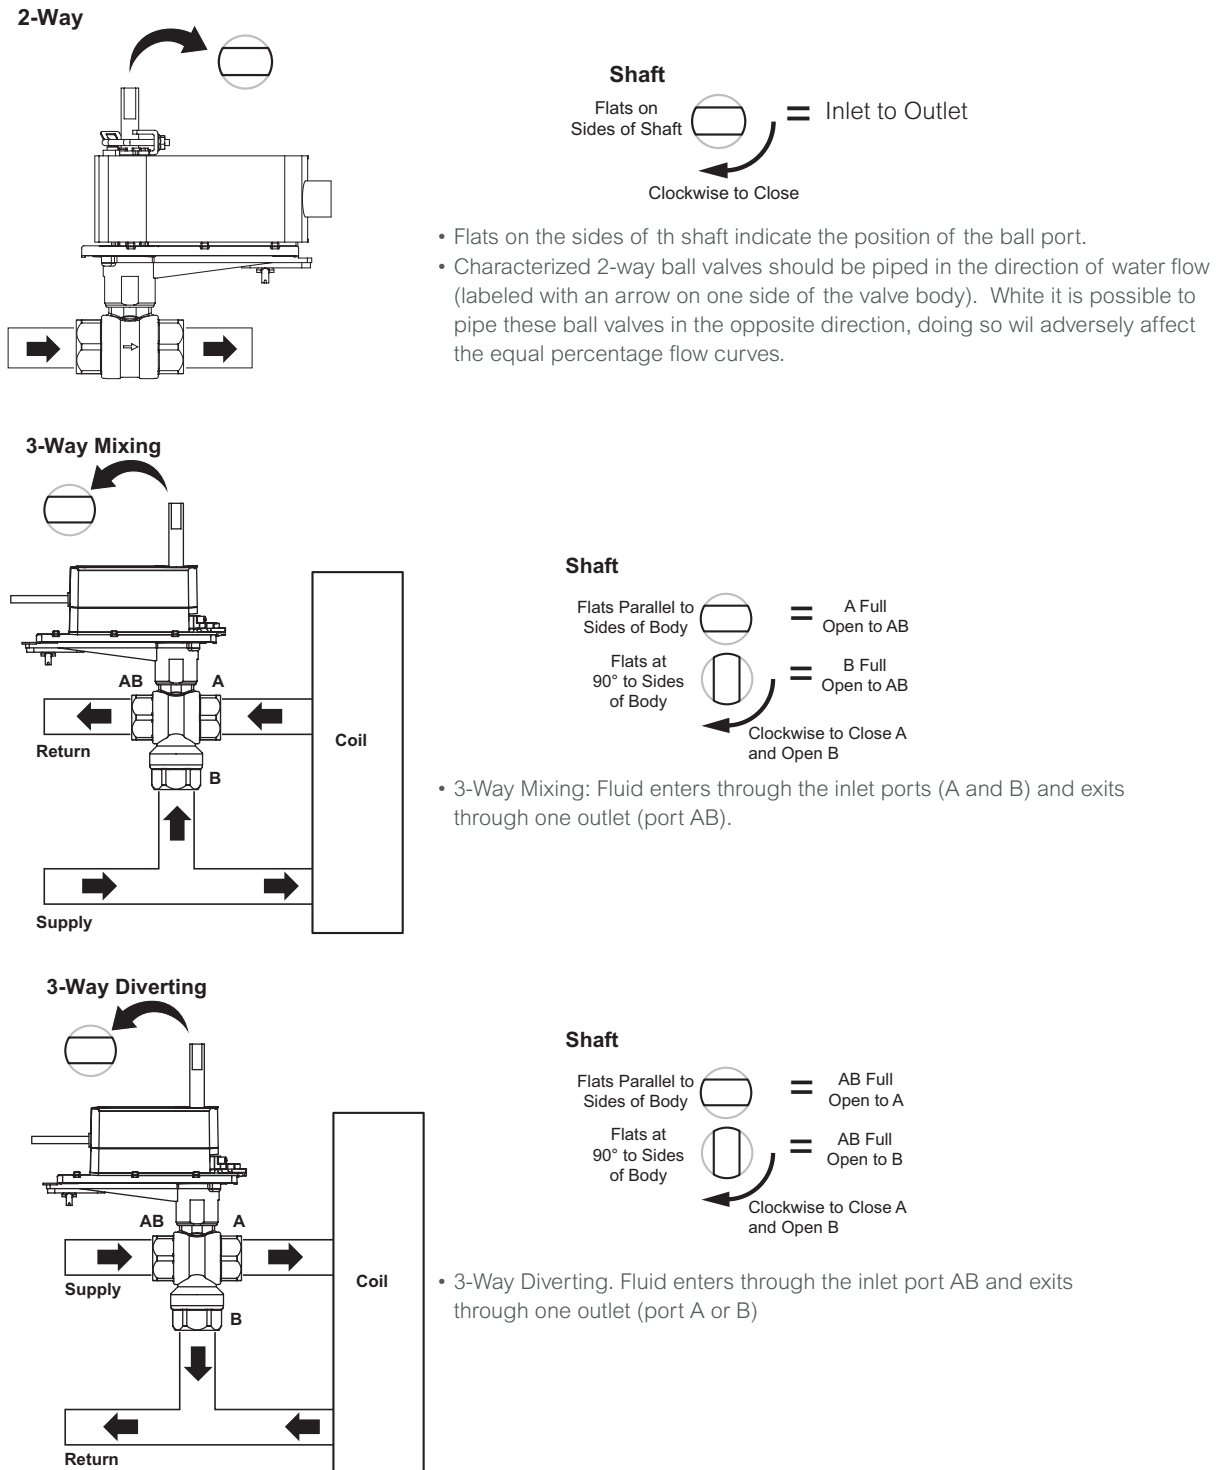 2-Way
Shaft
Flats on
Sides of Shaft
= Inlet to Outlet
Clockwise to Close
• Flats on the sides of th shaft indicate the position of the ball port.
• Characterized 2-way ball valves should be piped in the direction of water flow
(labeled with an arrow on one side of the valve body). White it is possible to
pipe these ball valves in the opposite direction, doing so wil adversely affect
the equal percentage flow curves.
3-Way Mixing
AB
A
Return
B
Coil
Supply
Shaft
Flats Parallel to
Sides of Body
= A Full
Open to AB
Flats at
90° to Sides
of Body
= B Full
Open to AB
Clockwise to Close A
and Open B
• 3-Way Mixing: Fluid enters through the inlet ports (A and B) and exits
through one outlet (port AB).
3-Way Diverting
AB
A
Supply
B
Coil
Return
Shaft
Flats Parallel to
Sides of Body
= AB Full
Open to A
Flats at
90° to Sides
of Body
= AB Full
Open to B
Clockwise to Close A
and Open B
• 3-Way Diverting. Fluid enters through the inlet port AB and exits
through one outlet (port A or B)